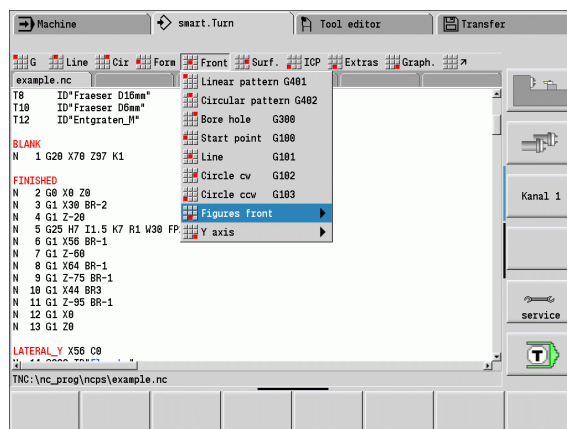 Machine smart.Turn Tool editor Transfer
G Line Cir Form Front Surf. ICP Extras Graph.
example.nc
T8 ID"Fraeser D16mm"
T10 ID"Fraeser D6mm"
T12 ID"Entgraten_M"
BLANK
N 1 G20 X70 Z97 K1
FINISHED
N 2 G0 X0 Z0
N 3 G1 X30 BR-2
N 4 G1 Z-20
N 5 G25 H7 I1.5 K7 R1 W30 FP
N 6 G1 X56 BR-1
N 7 G1 Z-60
N 8 G1 X64 BR-1
N 9 G1 Z-75 BR-1
N 10 G1 X44 BR3
N 11 G1 Z-95 BR-1
N 12 G1 X0
N 13 G1 Z0
LATERAL_Y X56 C0
TNC:\nc_prog\ncps\example.nc
Linear pattern G401
Circular pattern G402
Bore hole G300
Start point G100
Line G101
Circle cw G102
Circle ccw G103
Figures front
Y axis
Kanal 1
service
T